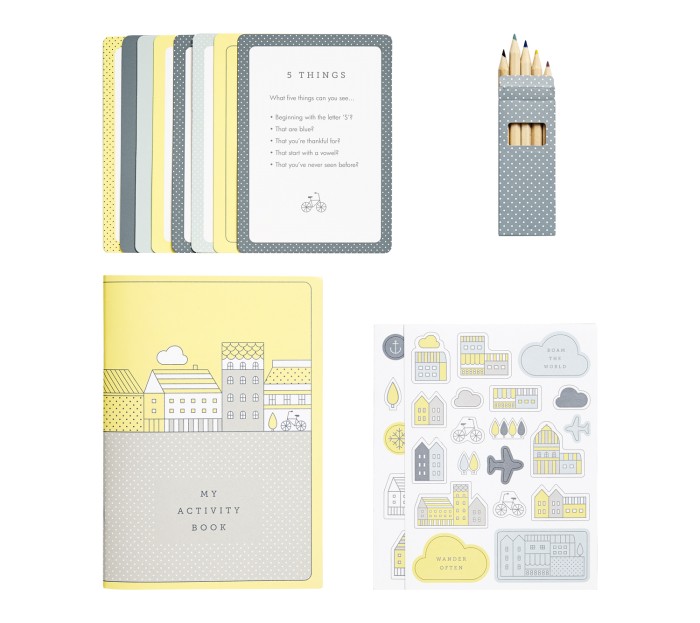 5 THINGS
What five things can you see...
• Beginning with the letter 'S'?
• That are blue?
• That you're thankful for?
• That start with a vowel?
• That you've never seen before?
MY
ACTIVITY
BOOK
ROAM
THE
WORLD
WANDER
OFTEN